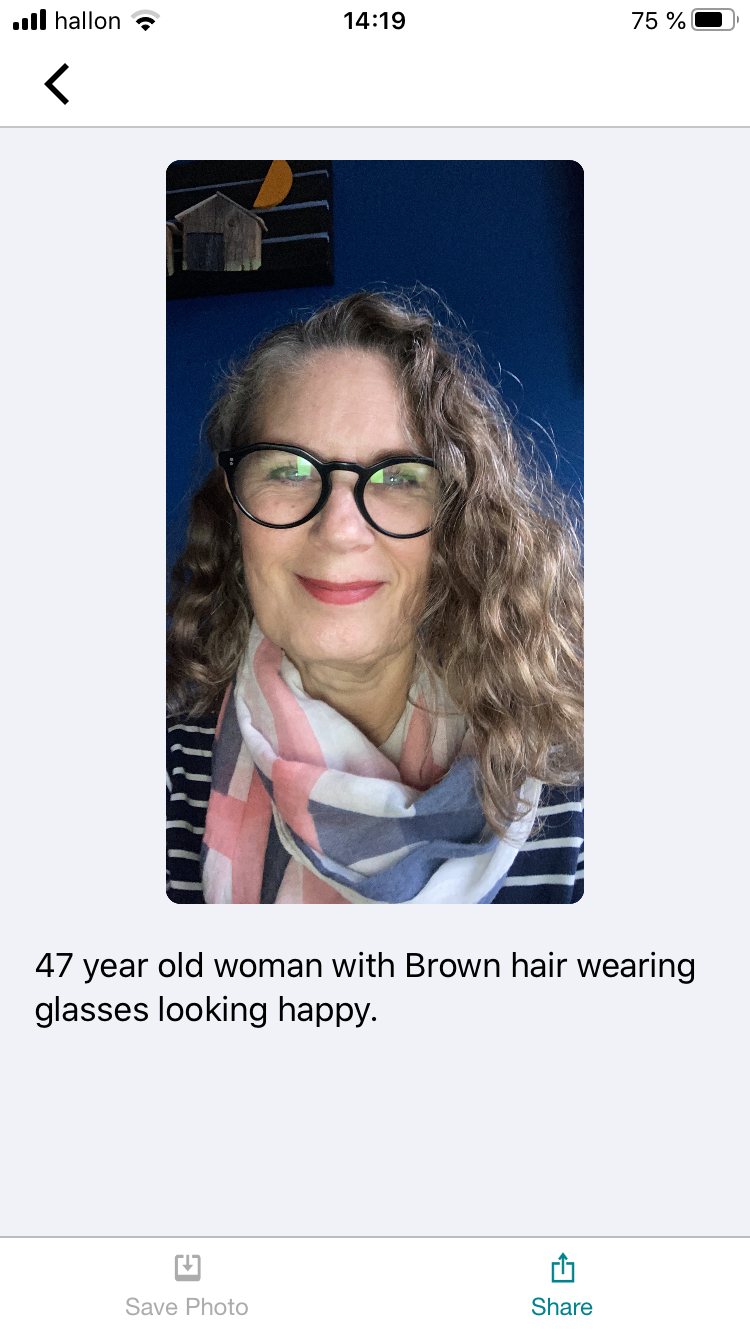 hallon 14:19 75 %
47 year old woman with Brown hair wearing
glasses looking happy.
Save Photo
Share